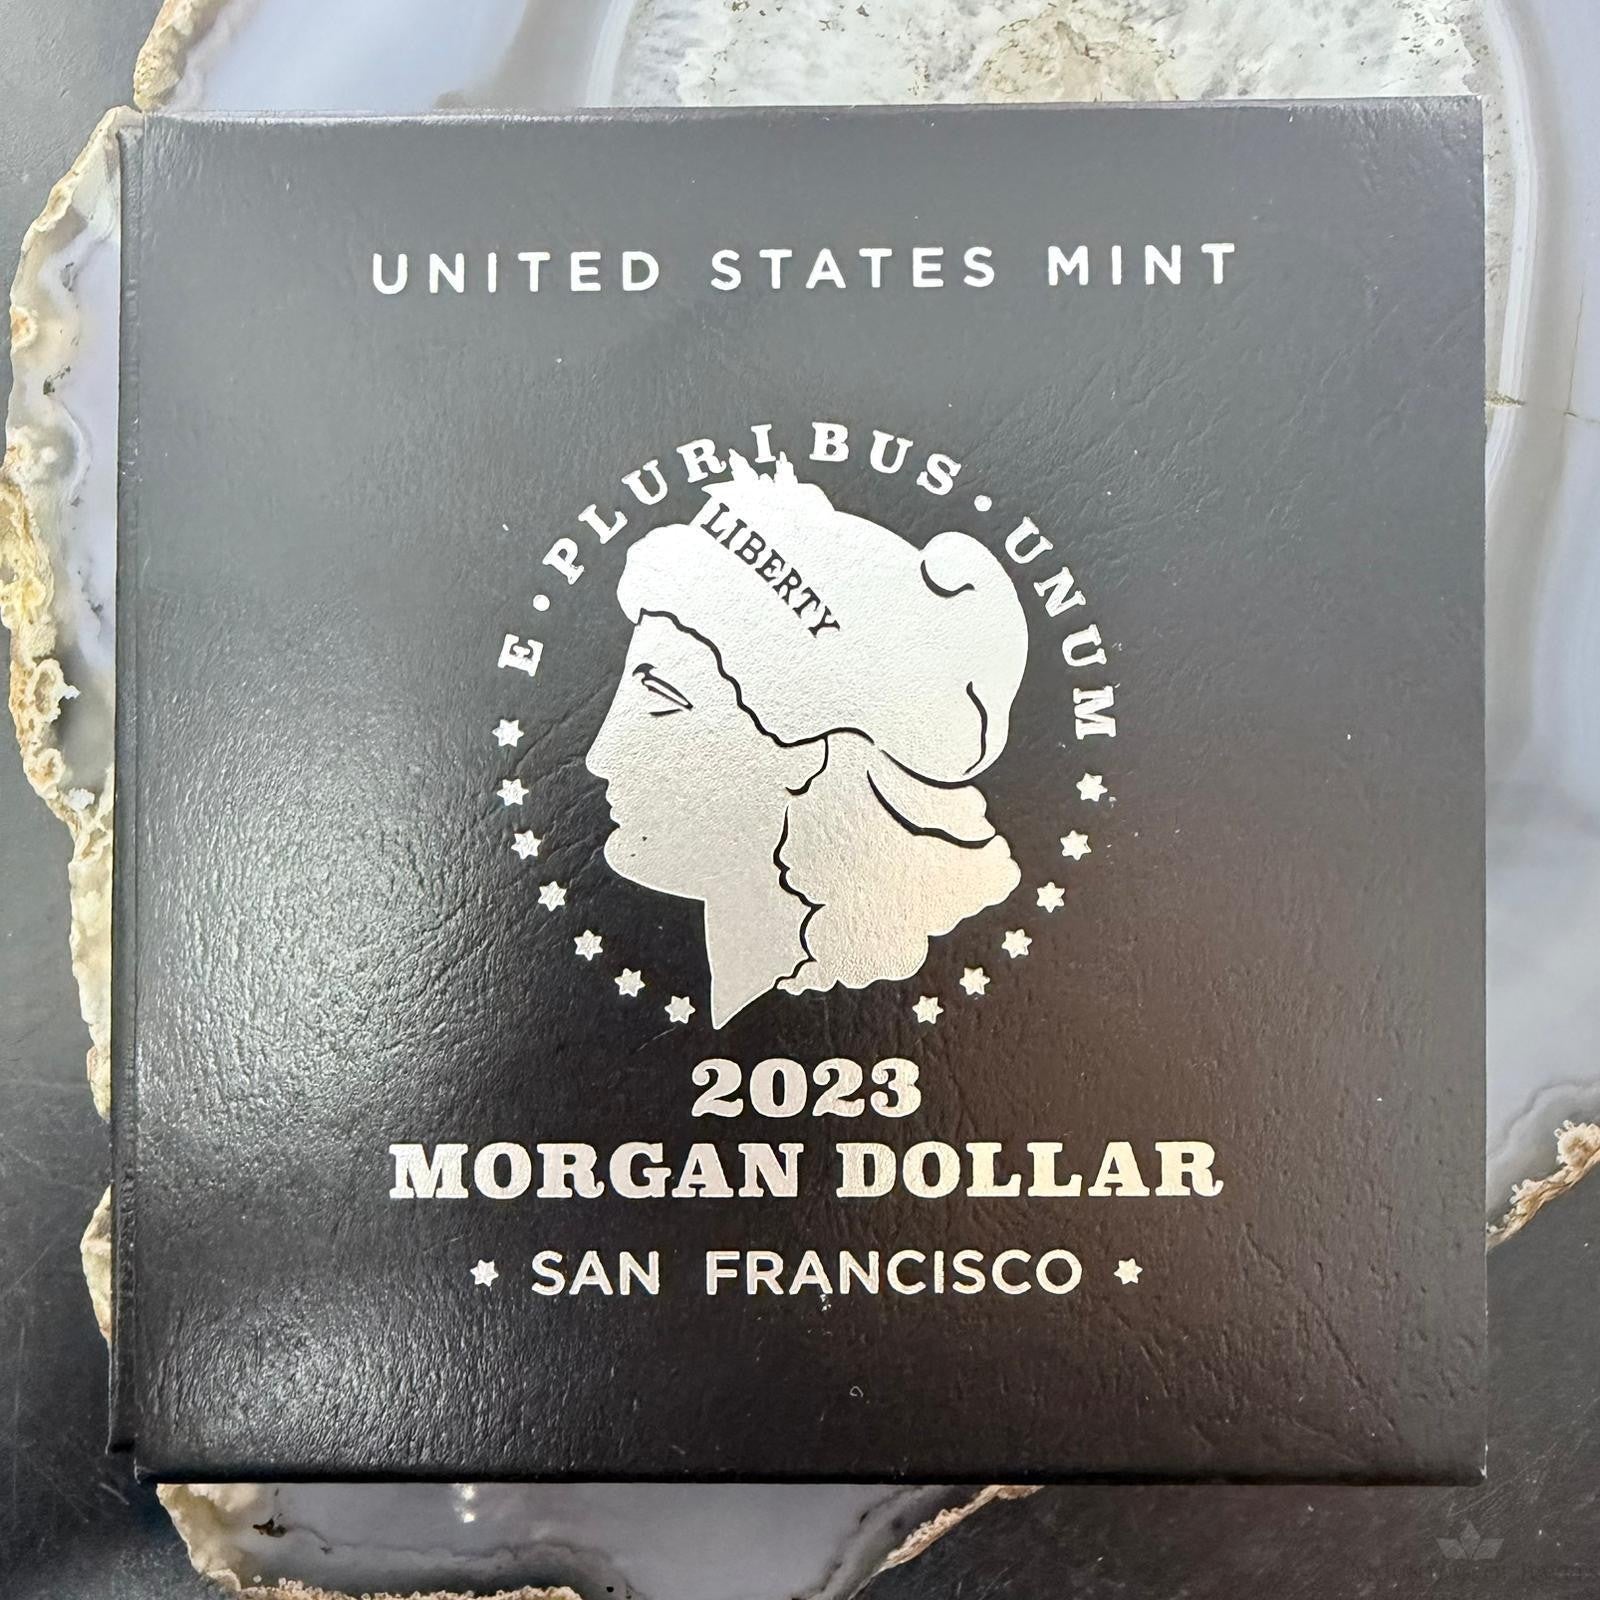 UNITED STATES MINT
E·PLURIBUS·UNUM
LIBERTY
2023
MORGAN DOLLAR
SAN FRANCISCO